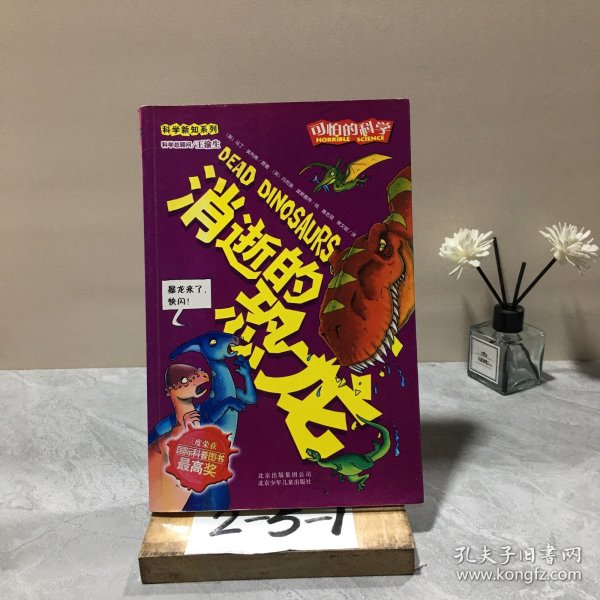 科学新知系列
科学总顾问/王渝生
可怕的科学
HORRIBLE SCIENCE
DEAD DINOSAURS
消逝的恐龙
暴龙来了，
快闪！
三度荣获
国际科普图书
最高奖
北京出版集团公司
北京少年儿童出版社
2-5-1
孔夫子旧书网
www.kongfz.com